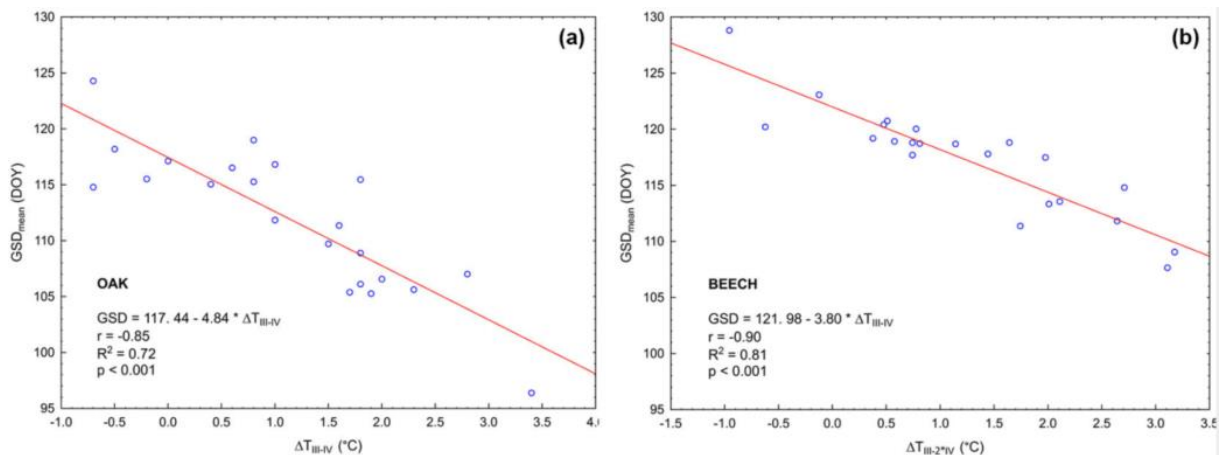 (a)
130
125
120
115
110
105
100
95
GSDmean (DOY)
OAK
GSD = 117. 44 - 4.84 * ΔTIII-IV
r = -0.85
R² = 0.72
p < 0.001
-1.0 -0.5 0.0 0.5 1.0 1.5 2.0 2.5 3.0 3.5 4.0
ΔTIII-IV (°C)
(b)
130
125
120
115
110
105
100
95
GSDmean (DOY)
BEECH
GSD = 121. 98 - 3.80 * ΔTIII-IV
r = -0.90
R² = 0.81
p < 0.001
-1.5 -1.0 -0.5 0.0 0.5 1.0 1.5 2.0 2.5 3.0 3.5
ΔTIII-2*IV (°C)